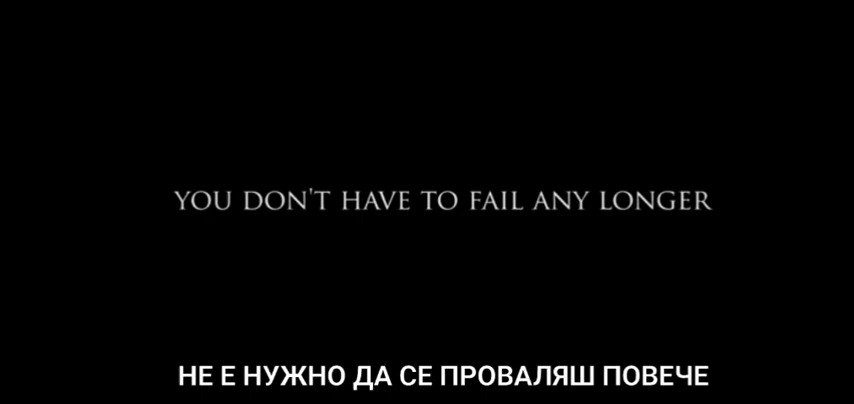 YOU DON'T HAVE TO FAIL ANY LONGER
НЕ Е НУЖНО ДА СЕ ПРОВАЛЯШ ПОВЕЧЕ